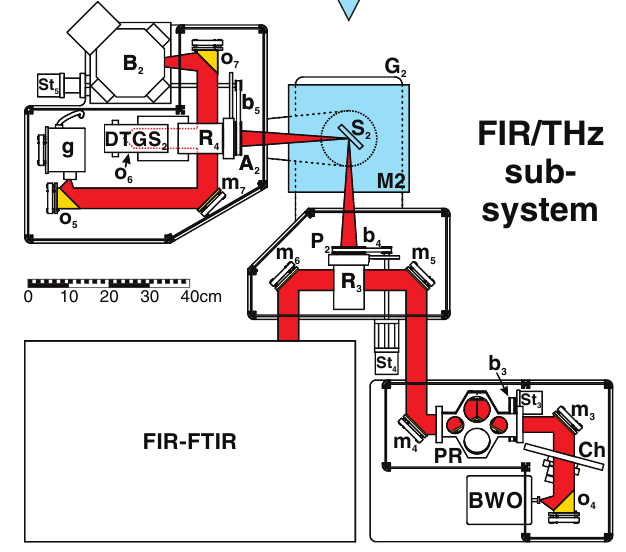 B₂
o₇
St₅
b₅
G₂
g
DTGS₂
R₄
A₂
S₂
M2
o₆
o₅
m₇
FIR/THz
sub-
system
P₂
b₄
m₆
m₅
R₃
0 10 20 30 40cm
St₄
b₃
St₃
m₃
m₄
PR
Ch
FIR-FTIR
BWO
o₄